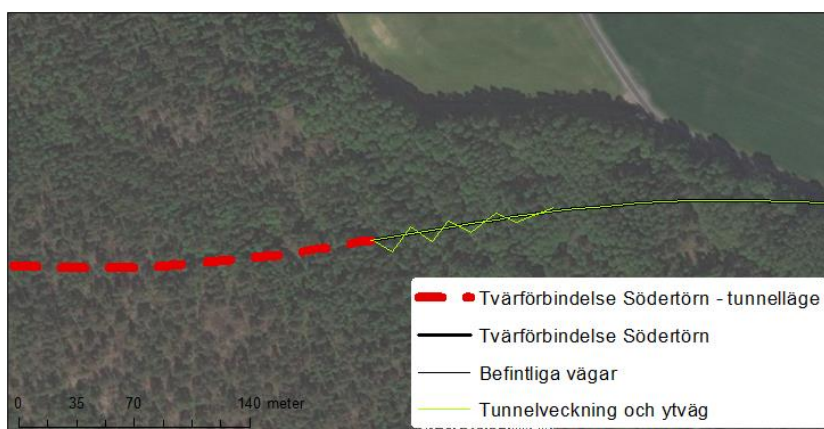 Tvärförbindelse Södertörn - tunnelläge
Tvärförbindelse Södertörn
Befintliga vägar
Tunnelveckning och ytväg
0 35 70 140 meter